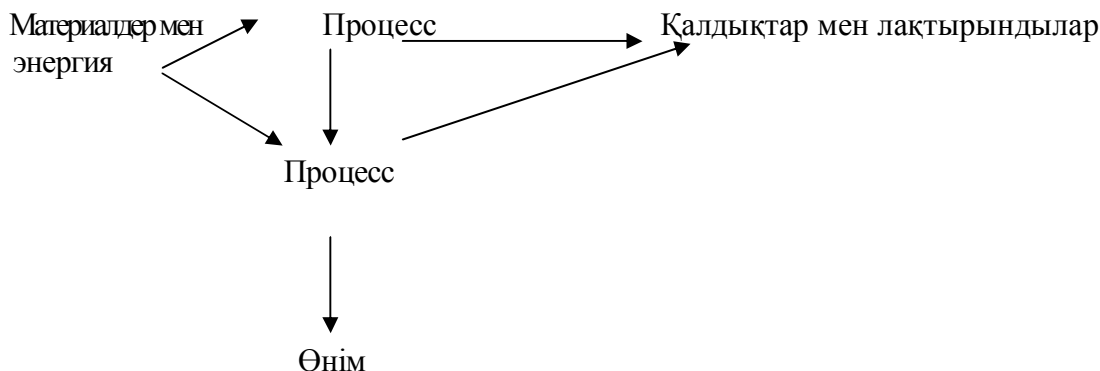 Материалдер мен Процесс Қалдықтар мен лақтырындылар
энергия
Процесс
Өнім